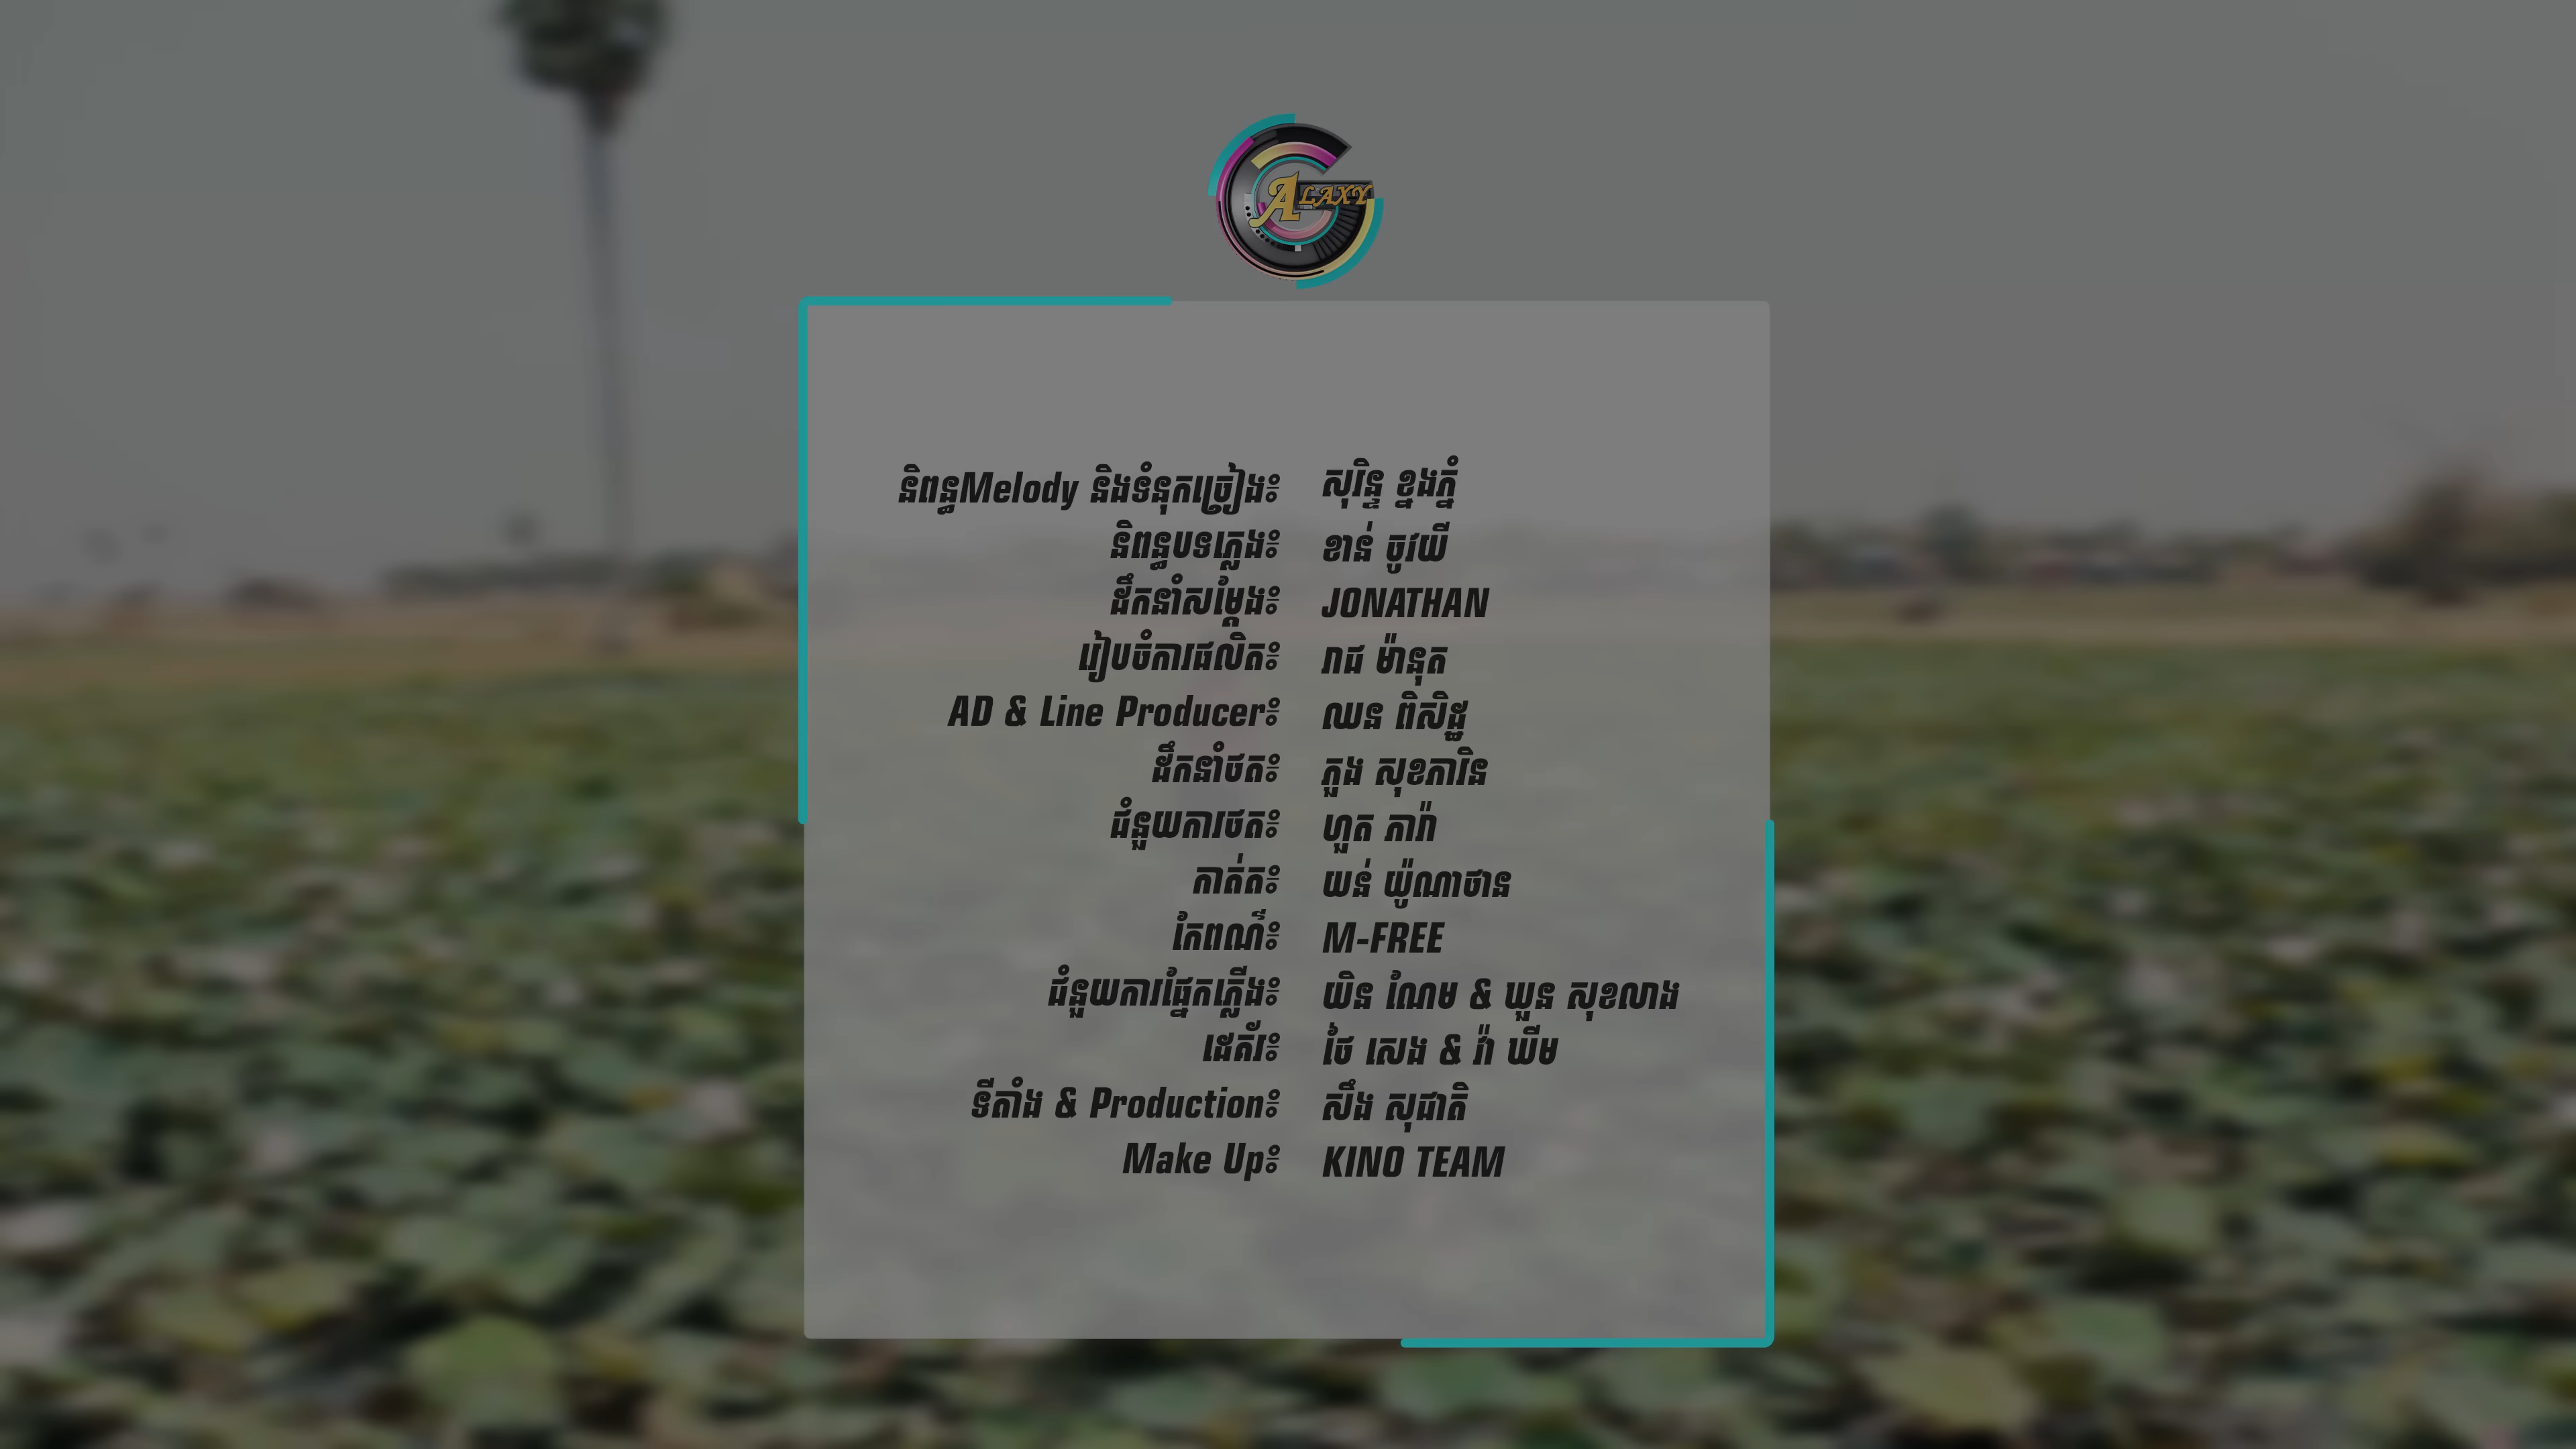 GALAXY
និពន្ធMelody និងទំនុកច្រៀង៖ សុរិន្ទ ខ្នងភ្នំ
និពន្ធបទភ្លេង៖ ខាន់ ចូវយី
ដឹកនាំសម្តែង៖ JONATHAN
រៀបចំការផលិត៖ រាជ ម៉ានុត
AD & Line Producer៖ ឈន ពិសិដ្ឋ
ដឹកនាំថត៖ ភួង សុខភារិន
ជំនួយការថត៖ ហួត ភារ៉ា
កាត់ត៖ យន់ យ៉ូណាថាន
កែពណ៌៖ M-FREE
ជំនួយការផ្នែកភ្លើង៖ យិន ណែម & ឃួន សុខលាង
ដេគ័រ៖ ថៃ សេង & វ៉ា ឃីម
ទីតាំង & Production៖ សឹង សុជាតិ
Make Up៖ KINO TEAM